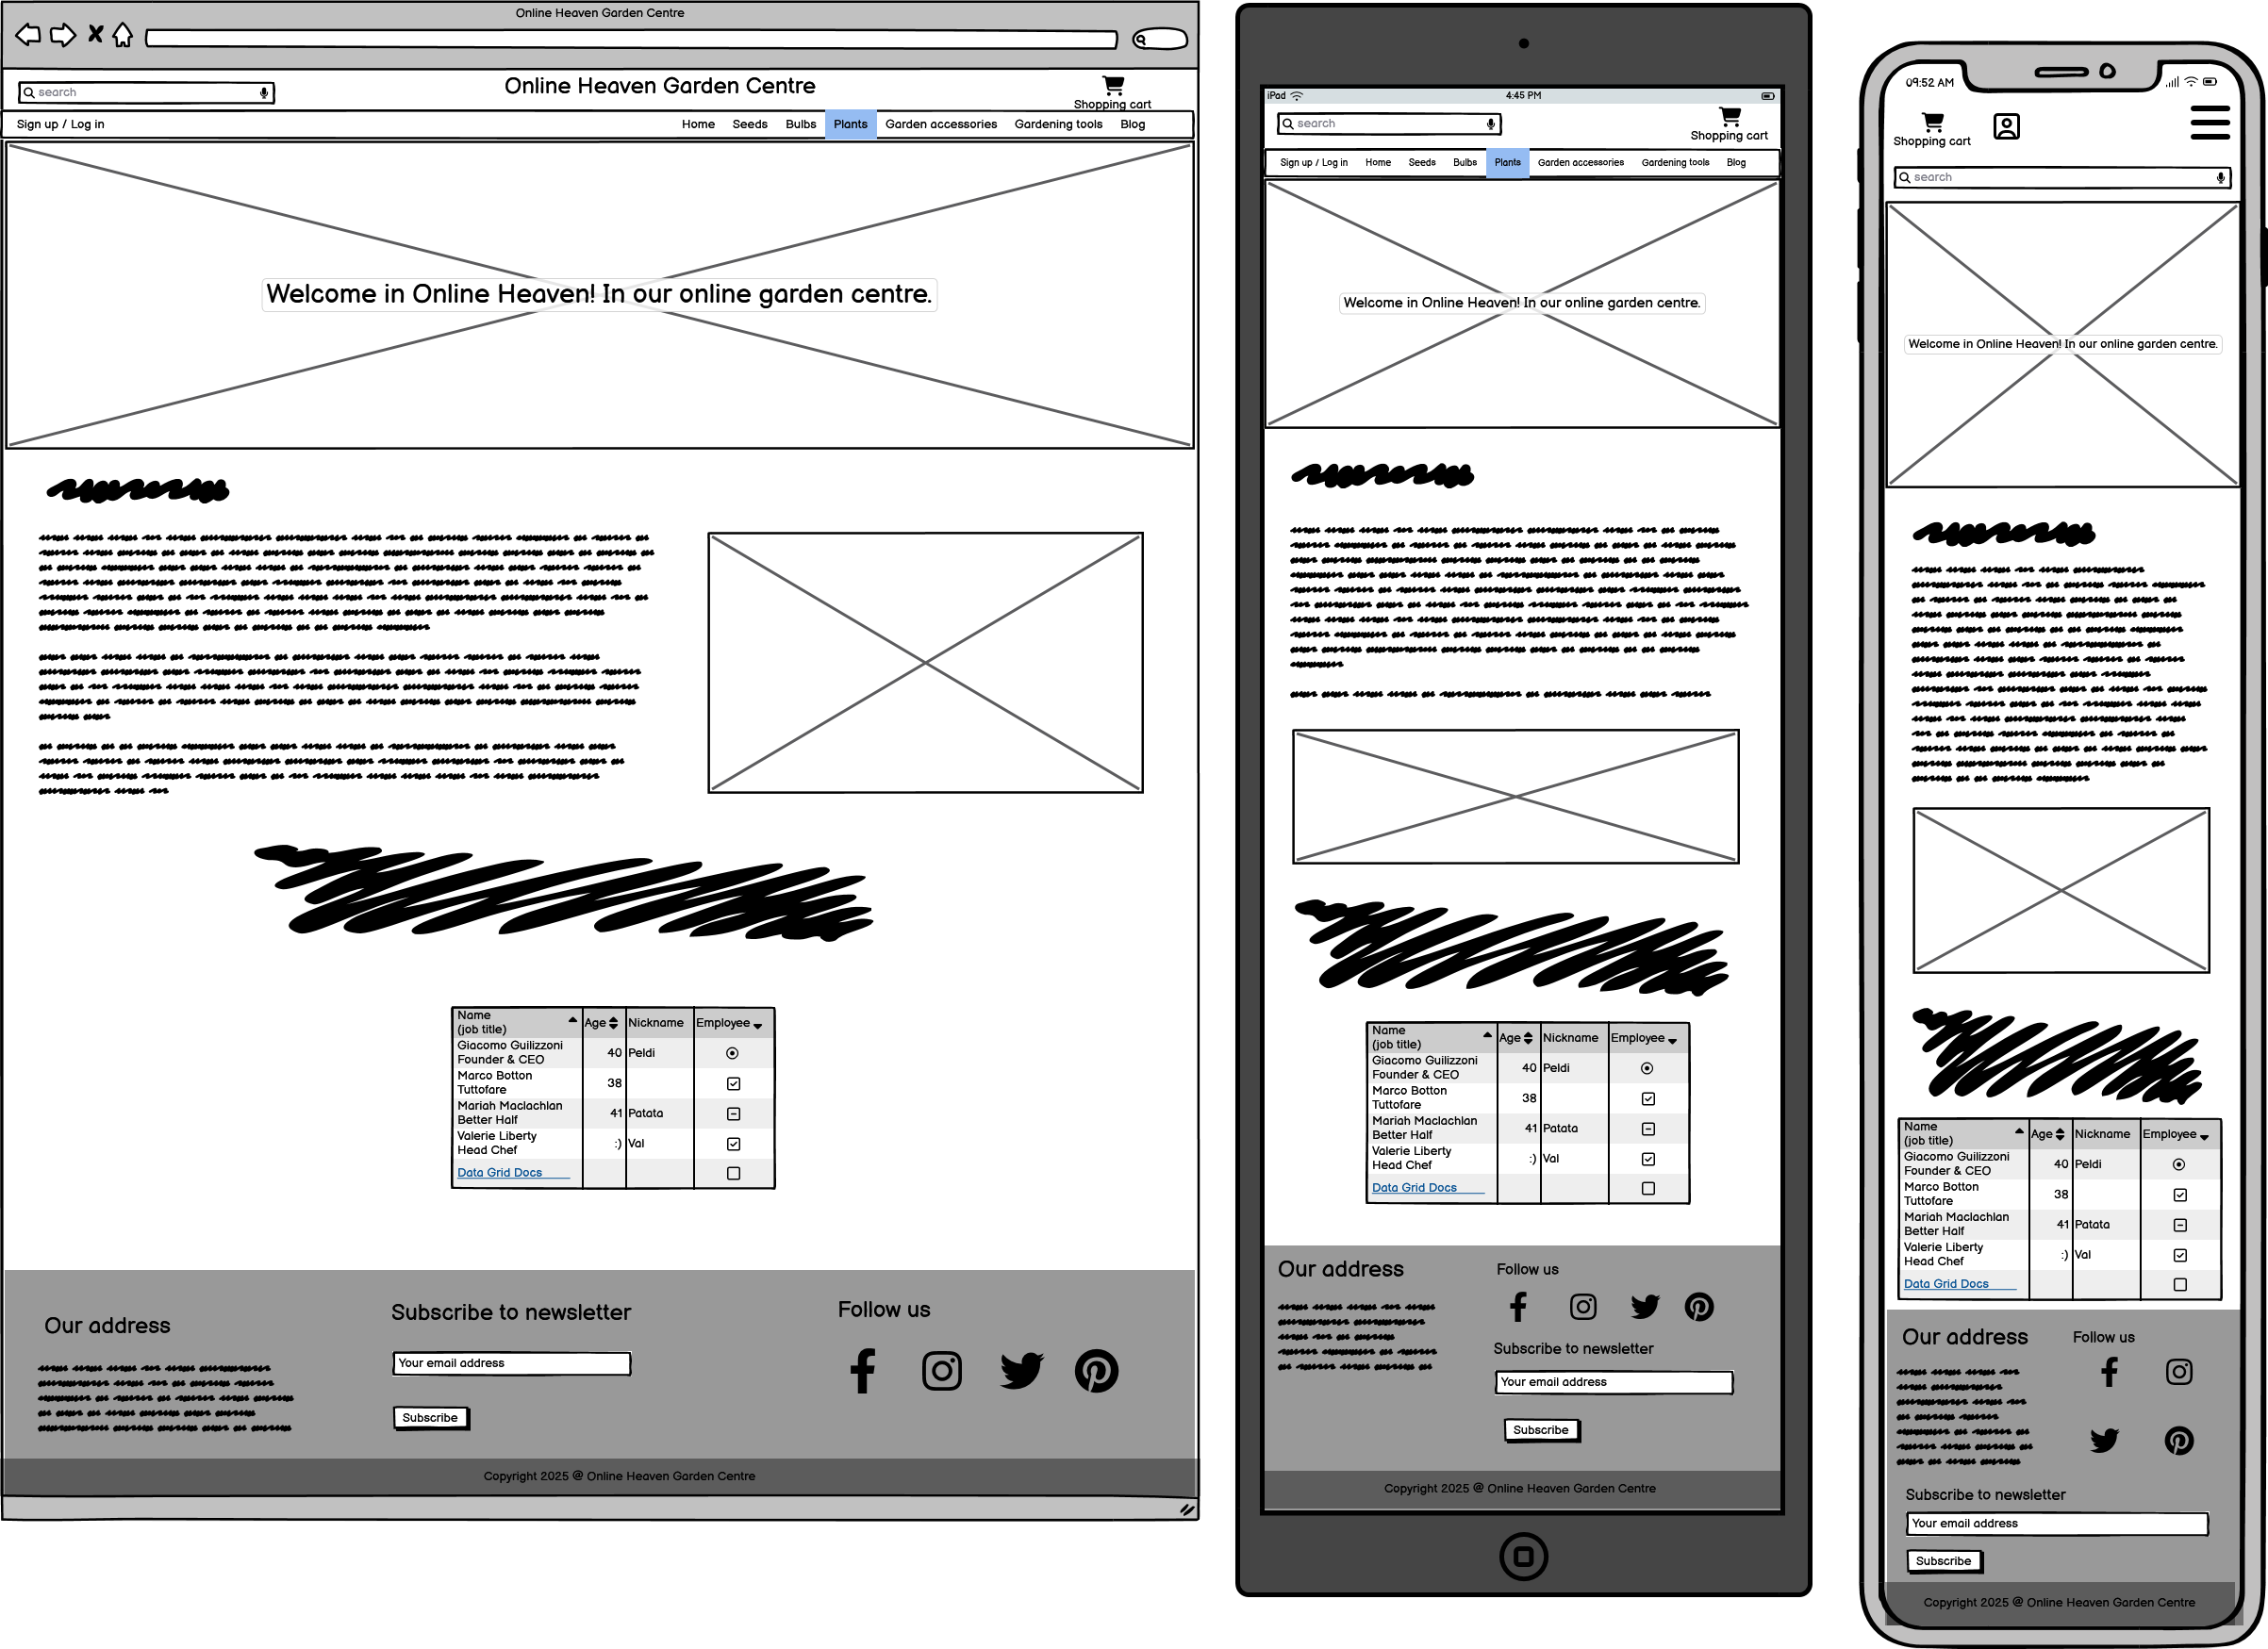 Online Heaven Garden Centre
search
Online Heaven Garden Centre
Shopping cart
Sign up / Log in
Home Seeds Bulbs Plants Garden accessories Gardening tools Blog
Welcome in Online Heaven! In our online garden centre.
Name
(job title)
Age Nickname Employee
Giacomo Guilizzoni
Founder & CEO
40 Peldi
Marco Botton
Tuttofare
38
Mariah Maclachlan
Better Half
41 Patata
Valerie Liberty
Head Chef
:) Val
Data Grid Docs
Our address
Subscribe to newsletter
Your email address
Subscribe
Follow us
Copyright 2025 @ Online Heaven Garden Centre
iPad
4:45 PM
search
Shopping cart
Sign up / Log in Home Seeds Bulbs Plants Garden accessories Gardening tools Blog
Welcome in Online Heaven! In our online garden centre.
Name
(job title)
Age Nickname Employee
Giacomo Guilizzoni
Founder & CEO
40 Peldi
Marco Botton
Tuttofare
38
Mariah Maclachlan
Better Half
41 Patata
Valerie Liberty
Head Chef
:) Val
Data Grid Docs
Our address
Follow us
Subscribe to newsletter
Your email address
Subscribe
Copyright 2025 @ Online Heaven Garden Centre
09:52 AM
Shopping cart
search
Welcome in Online Heaven! In our online garden centre.
Name
(job title)
Age Nickname Employee
Giacomo Guilizzoni
Founder & CEO
40 Peldi
Marco Botton
Tuttofare
38
Mariah Maclachlan
Better Half
41 Patata
Valerie Liberty
Head Chef
:) Val
Data Grid Docs
Our address
Follow us
Subscribe to newsletter
Your email address
Subscribe
Copyright 2025 @ Online Heaven Garden Centre